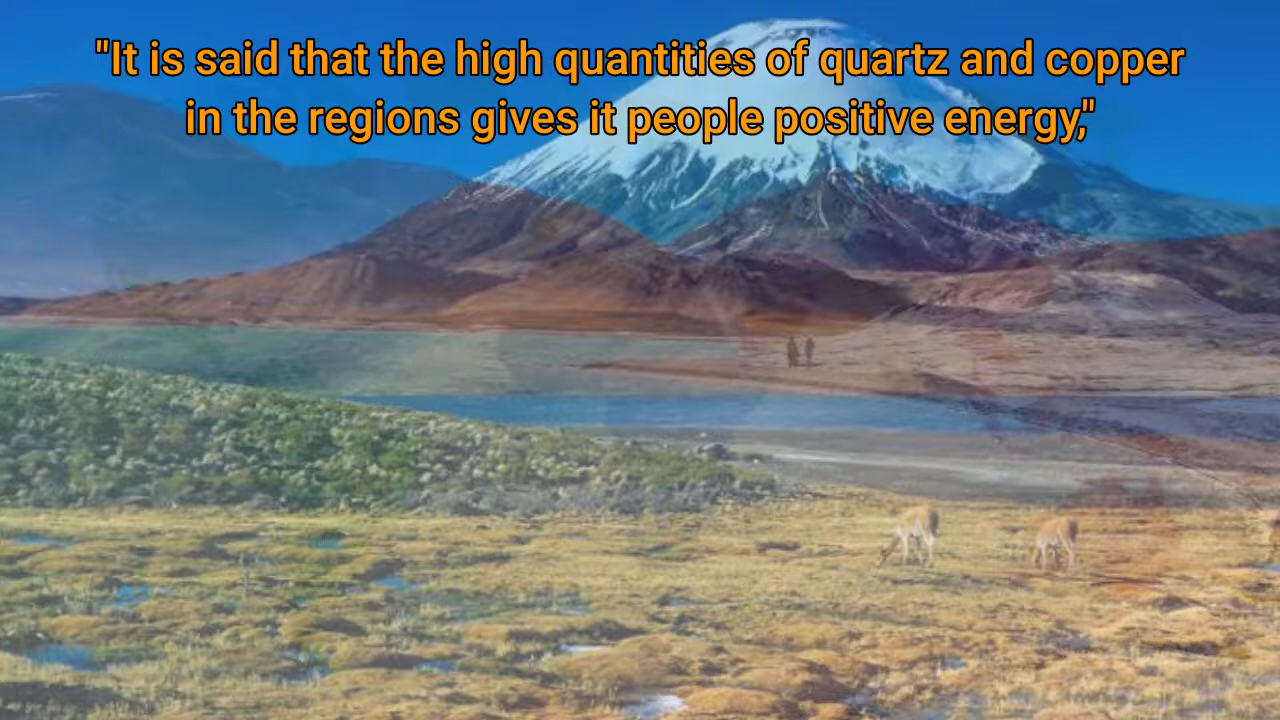 "It is said that the high quantities of quartz and copper
in the regions gives it people positive energy,"